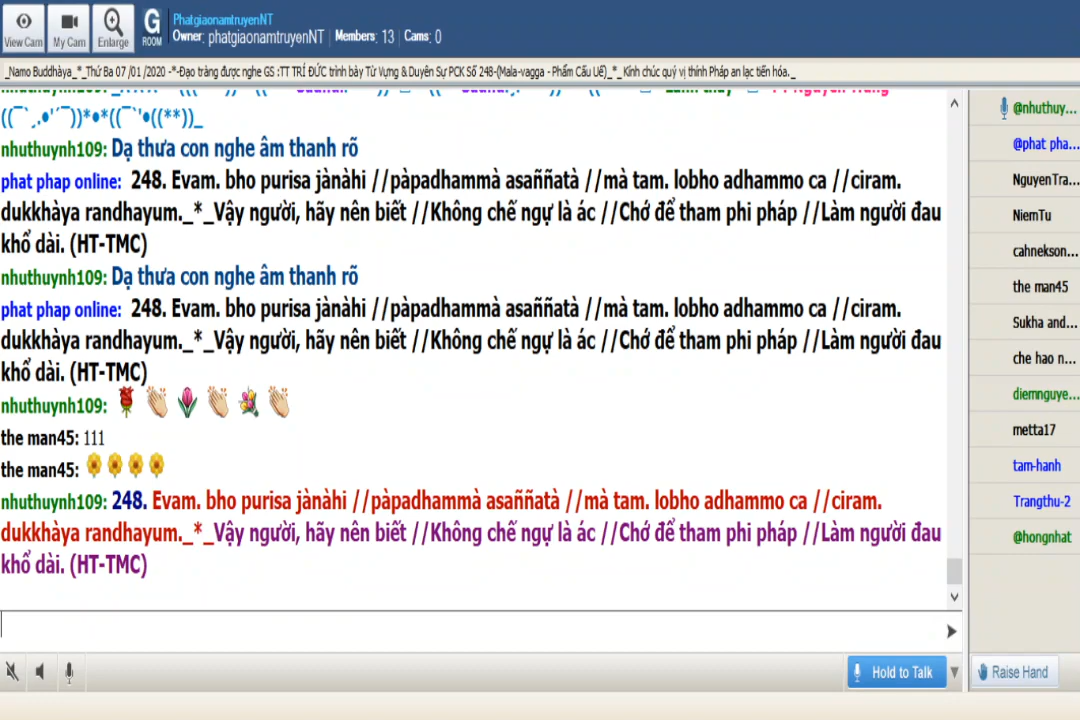 PhatgiaonamtruyenNT
View Cam My Cam Enlarge G ROOM Owner: phatgiaonamtruyenNT Members: 13 Cams: 0
_Namo Buddhàya_*_Thứ Ba 07 /01 /2020 -*-Đạo tràng được nghe GS :TT TRÍ ĐỨC trình bày Từ Vựng & Duyên Sự PCK Số 248-(Mala-vagga - Phẩm Cấu Uế)_*_ Kính chúc quý vị thính Pháp an lạc tiến hóa._
nhuthuynh109: Dạ thưa con nghe âm thanh rõ
phat phap online: 248. Evam. bho purisa jànàhi //pàpadhammà asaññatà //mà tam. lobho adhammo ca //ciram.
dukkhàya randhayum._*_Vậy người, hãy nên biết //Không chế ngự là ác //Chớ để tham phi pháp //Làm người đau
khổ dài. (HT-TMC)
nhuthuynh109: Dạ thưa con nghe âm thanh rõ
phat phap online: 248. Evam. bho purisa jànàhi //pàpadhammà asaññatà //mà tam. lobho adhammo ca //ciram.
dukkhàya randhayum._*_Vậy người, hãy nên biết //Không chế ngự là ác //Chớ để tham phi pháp //Làm người đau
khổ dài. (HT-TMC)
nhuthuynh109:
the man45: 111
the man45:
nhuthuynh109: 248. Evam. bho purisa jànàhi //pàpadhammà asaññatà //mà tam. lobho adhammo ca //ciram.
dukkhàya randhayum._*_Vậy người, hãy nên biết //Không chế ngự là ác //Chớ để tham phi pháp //Làm người đau
khổ dài. (HT-TMC)
@nhuthuy...
@phat pha...
NguyenTra...
NiemTu
cahnekson...
the man45
Sukha and...
che hao n...
diemnguye...
metta17
tam-hanh
Trangthu-2
@hongnhat
Hold to Talk
Raise Hand